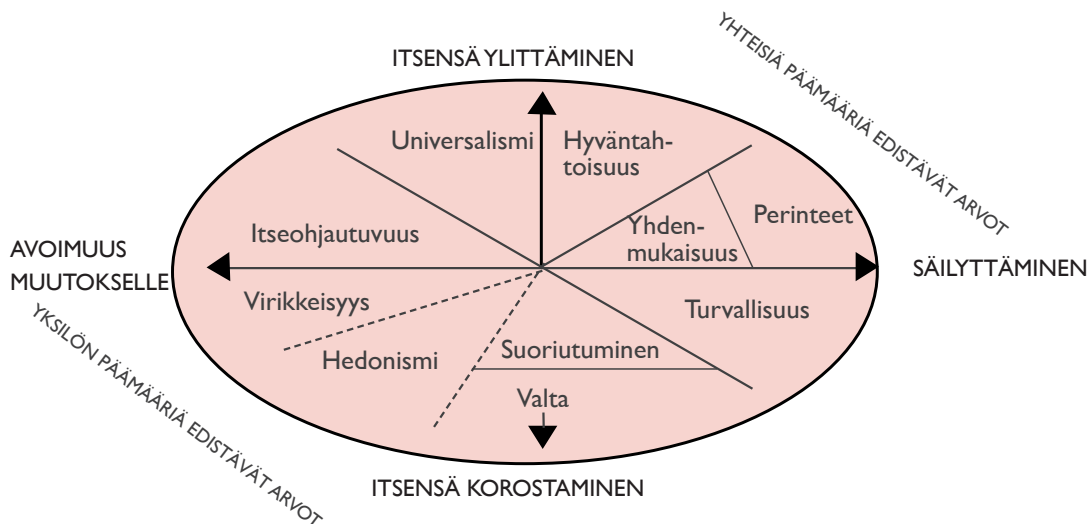 ITSENSÄ YLITTÄMINEN
YHTEISIÄ PÄÄMÄÄRIÄ EDISTÄVÄT ARVOT
Universalismi
Hyväntah-
toisuus
Perinteet
Itseohjautuvuus
Yhden-
mukaisuus
AVOIMUUS
MUUTOKSELLE
SÄILYTTÄMINEN
Virikkeisyys
Turvallisuus
Hedonismi
Suoriutuminen
Valta
YKSILÖN PÄÄMÄÄRIÄ EDISTÄVÄT ARVOT
ITSENSÄ KOROSTAMINEN